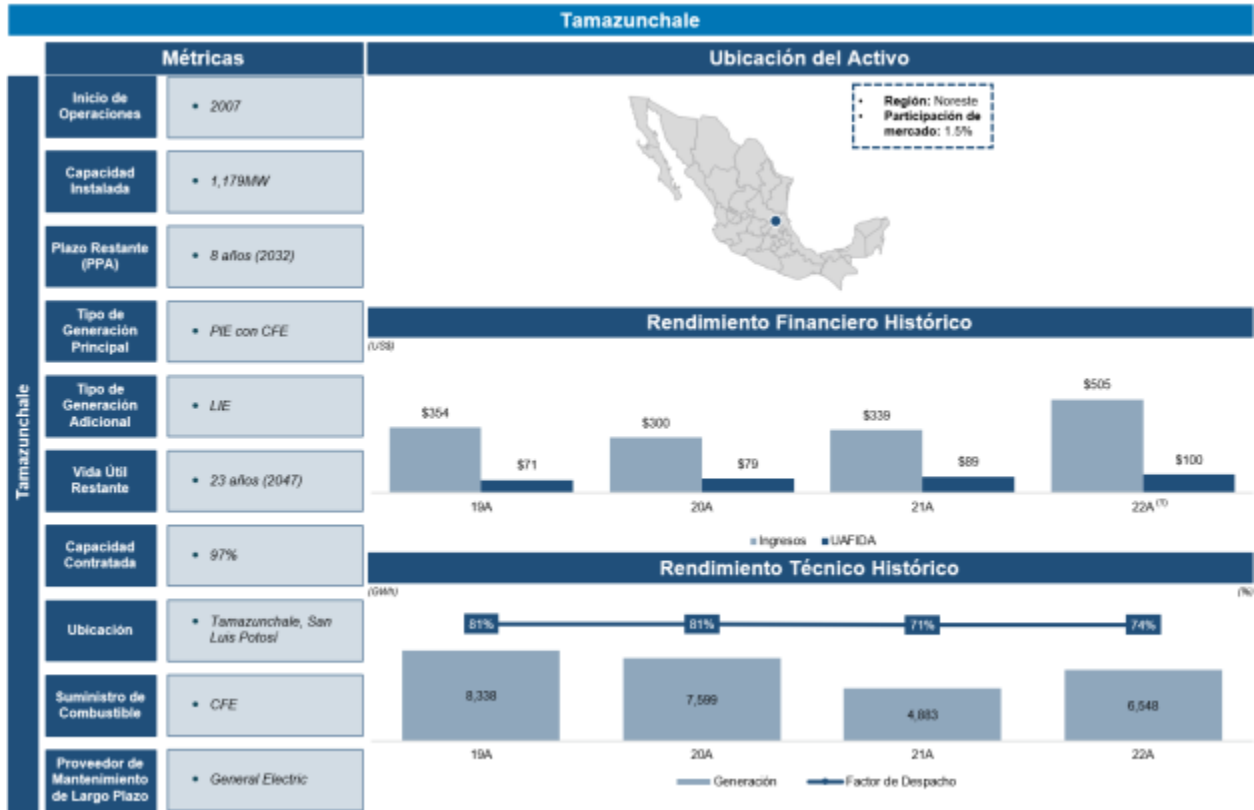 Tamazunchale
Métricas
Tamazunchale
Inicio de
Operaciones
• 2007
Capacidad
Instalada
• 1,179MW
Plazo Restante
(PPA)
• 8 años (2032)
Tipo de
Generación
Principal
• PIE con CFE
Tipo de
Generación
Adicional
• LIE
Vida Útil
Restante
• 23 años (2047)
Capacidad
Contratada
• 97%
Ubicación
• Tamazunchale, San
Luis Potosí
Suministro de
Combustible
• CFE
Proveedor de
Mantenimiento
de Largo Plazo
• General Electric
Ubicación del Activo
• Región: Noreste
• Participación de
mercado: 1.5%
Rendimiento Financiero Histórico
(US$)
$354 $71 $300 $79 $339 $89 $505 $100
19A 20A 21A 22A
Ingresos UAFIDA
Rendimiento Técnico Histórico
(GWh) (%)
81% 81% 71% 74%
8,338 7,599 4,883 6,548
19A 20A 21A 22A
Generación Factor de Despacho